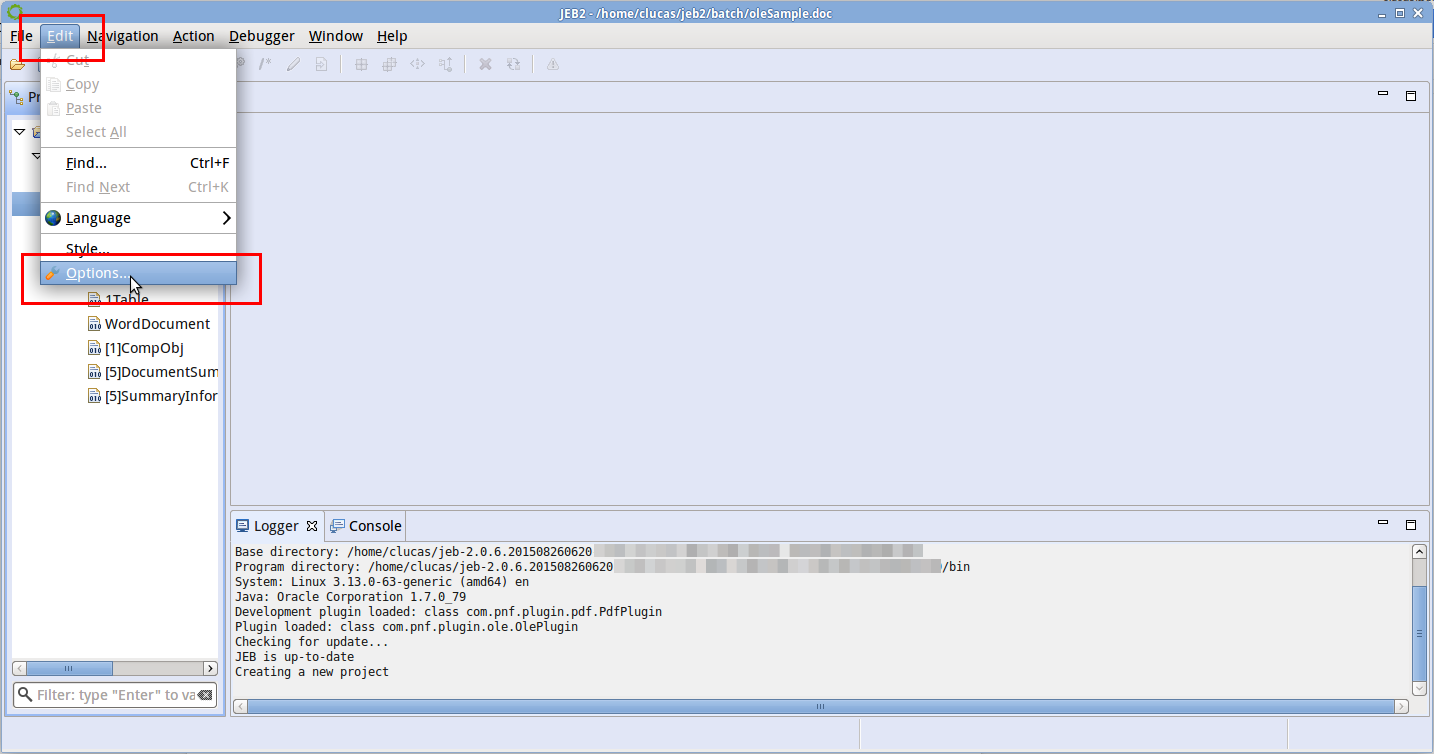 JEB2 - /home/clucas/jeb2/batch/oleSample.doc
File Edit Navigation Action Debugger Window Help
Cut
Copy
Paste
Select All
Find... Ctrl+F
Find Next Ctrl+K
Language
Style...
Options...
1Table
WordDocument
[1]CompObj
[5]DocumentSum
[5]SummaryInfor
Filter: type "Enter" to va
Logger Console
Base directory: /home/clucas/jeb-2.0.6.201508260620
Program directory: /home/clucas/jeb-2.0.6.201508260620 /bin
System: Linux 3.13.0-63-generic (amd64) en
Java: Oracle Corporation 1.7.0_79
Development plugin loaded: class com.pnf.plugin.pdf.PdfPlugin
Plugin loaded: class com.pnf.plugin.ole.OlePlugin
Checking for update...
JEB is up-to-date
Creating a new project